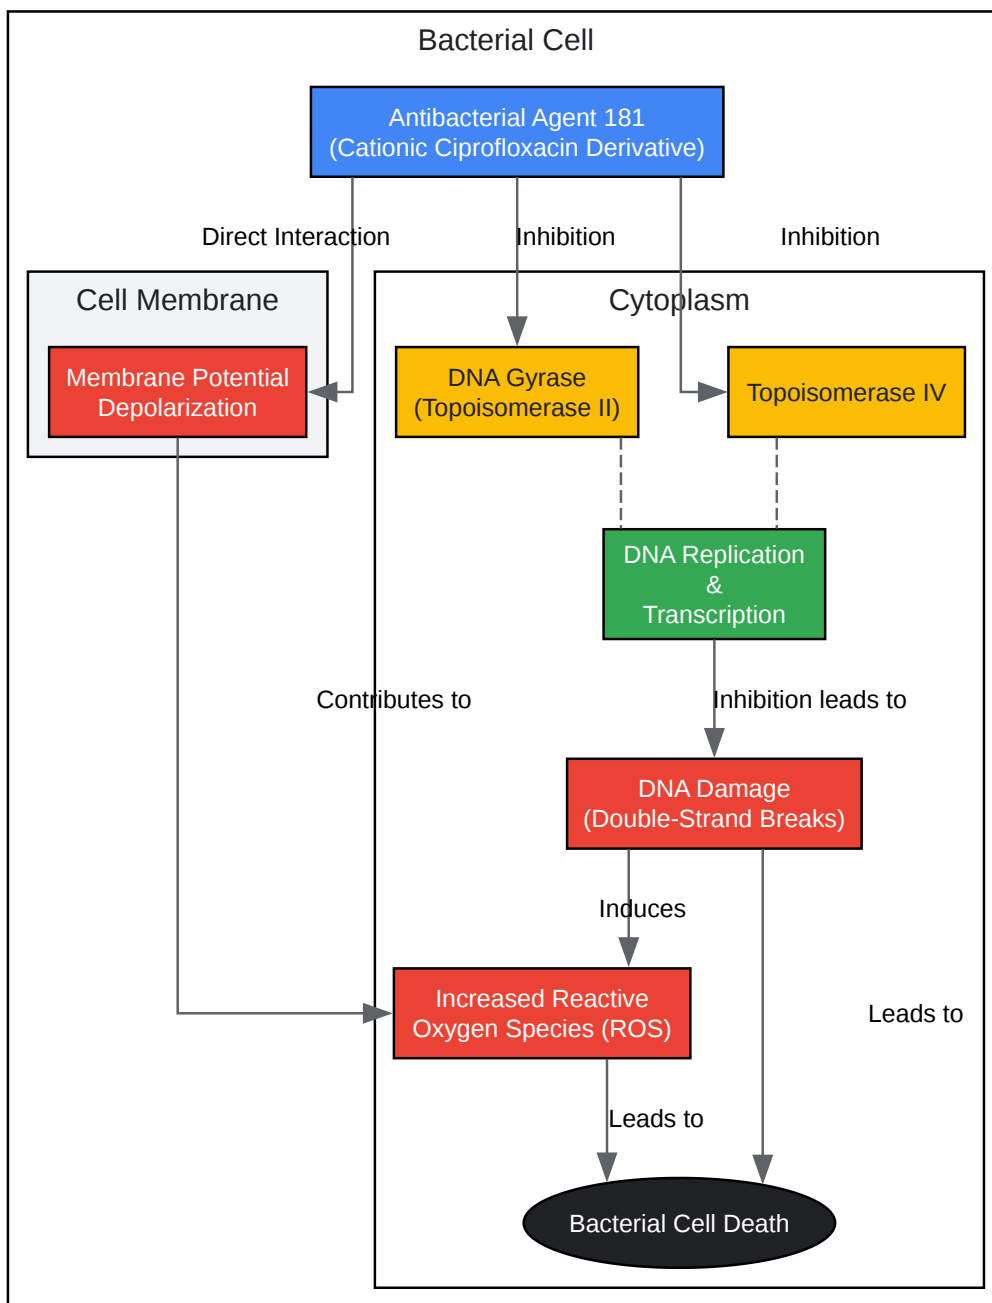 Bacterial Cell
Antibacterial Agent 181
(Cationic Ciprofloxacin Derivative)
Direct Interaction
Inhibition
Inhibition
Cell Membrane
Cytoplasm
Membrane Potential
Depolarization
DNA Gyrase
(Topoisomerase II)
Topoisomerase IV
DNA Replication
&
Transcription
Contributes to
Inhibition leads to
DNA Damage
(Double-Strand Breaks)
Induces
Increased Reactive
Oxygen Species (ROS)
Leads to
Leads to
Bacterial Cell Death